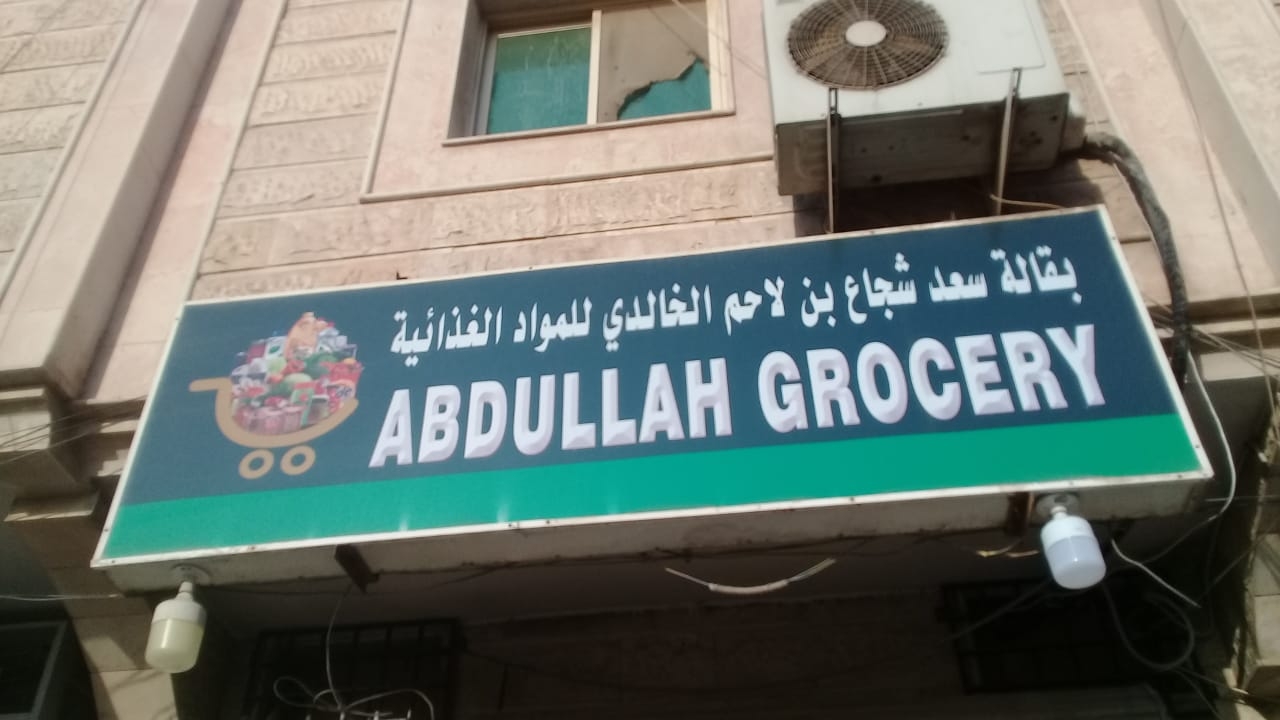 بقالة سعد شجاع بن لاحم الخالدي للمواد الغذائية
ABDULLAH GROCERY